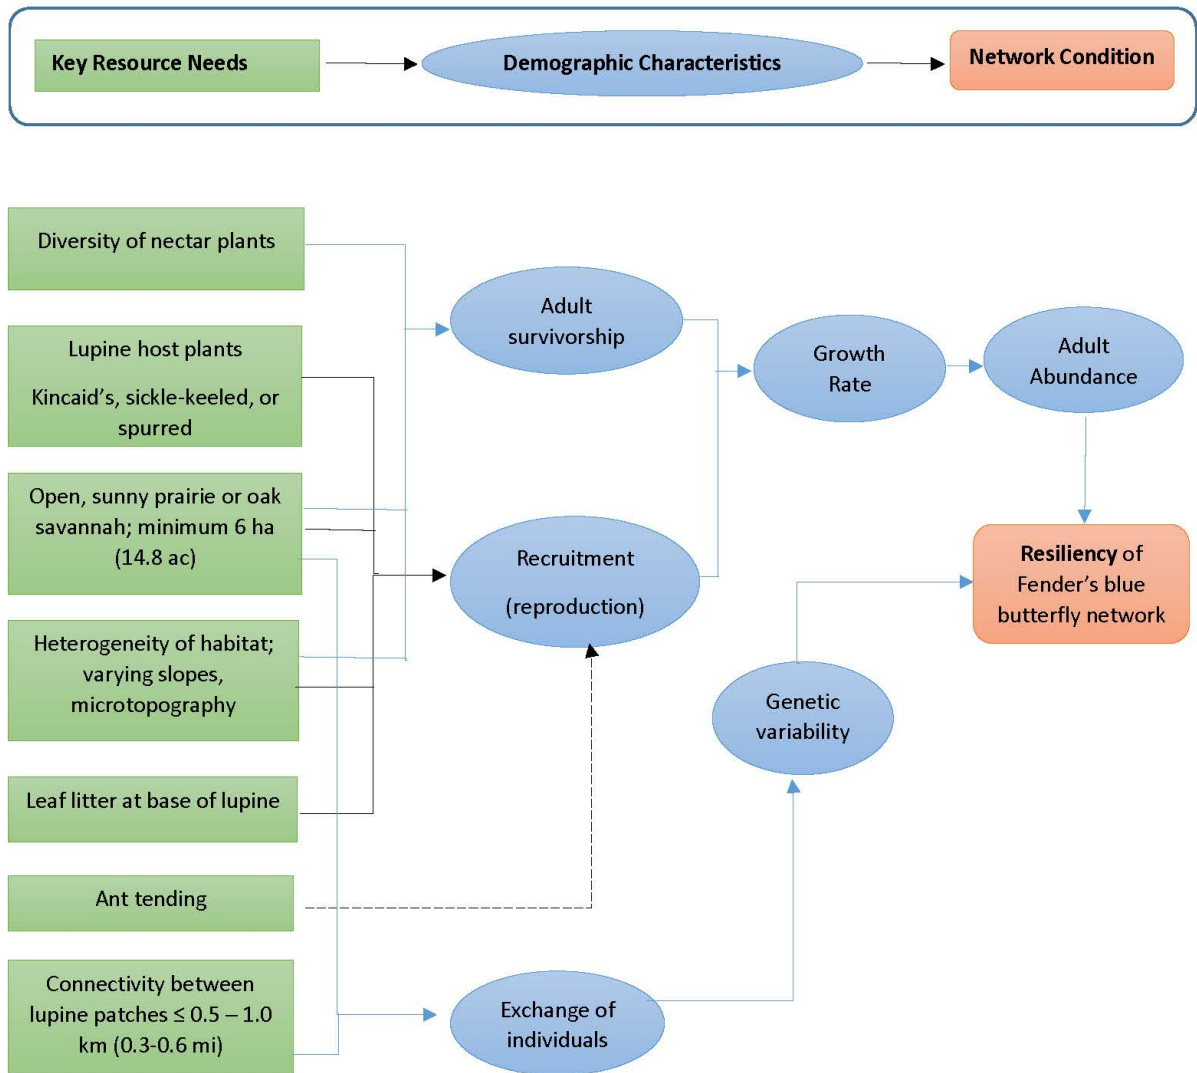 Key Resource Needs
Demographic Characteristics
Network Condition
Diversity of nectar plants
Lupine host plants
Kincaid's, sickle-keeled, or
spurred
Open, sunny prairie or oak
savannah; minimum 6 ha
(14.8 ac)
Heterogeneity of habitat;
varying slopes,
microtopography
Leaf litter at base of lupine
Ant tending
Connectivity between
lupine patches ≤ 0.5 – 1.0
km (0.3-0.6 mi)
Adult
survivorship
Recruitment
(reproduction)
Exchange of
individuals
Growth
Rate
Genetic
variability
Adult
Abundance
Resiliency of
Fender's blue
butterfly network